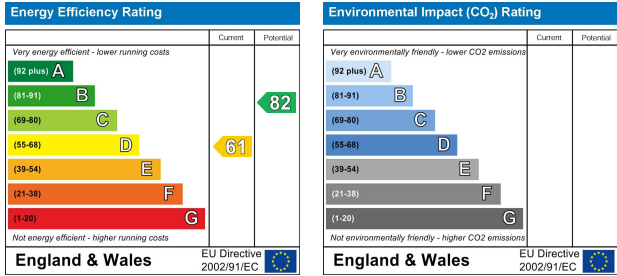 Energy Efficiency Rating
Current Potential
Very energy efficient - lower running costs
(92 plus) A
(81-91) B
82
(69-80) C
(55-68) D
61
(39-54) E
(21-38) F
(1-20) G
Not energy efficient - higher running costs
England & Wales
EU Directive
2002/91/EC
Environmental Impact (CO₂) Rating
Current Potential
Very environmentally friendly - lower CO2 emissions
(92 plus) A
(81-91) B
(69-80) C
(55-68) D
(39-54) E
(21-38) F
(1-20) G
Not environmentally friendly - higher CO2 emissions
England & Wales
EU Directive
2002/91/EC